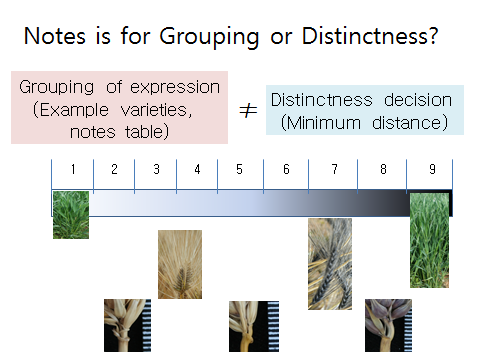 Notes is for Grouping or Distinctness?
Grouping of expression
(Example varieties,
notes table)
≠
Distinctness decision
(Minimum distance)
1 2 3 4 5 6 7 8 9